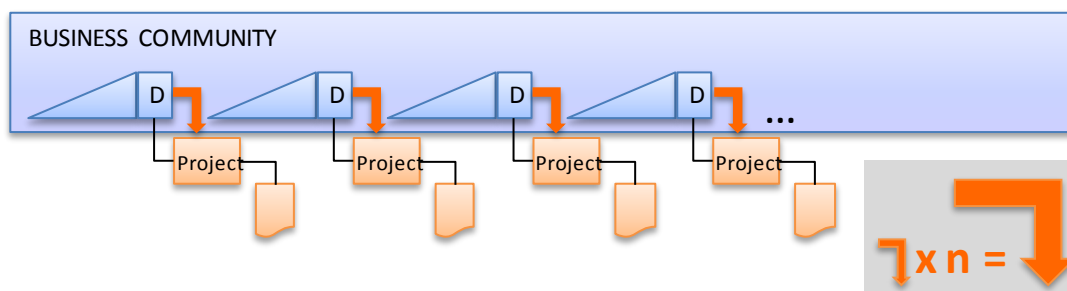 BUSINESS COMMUNITY
D D D D ...
Project Project Project Project
x n =